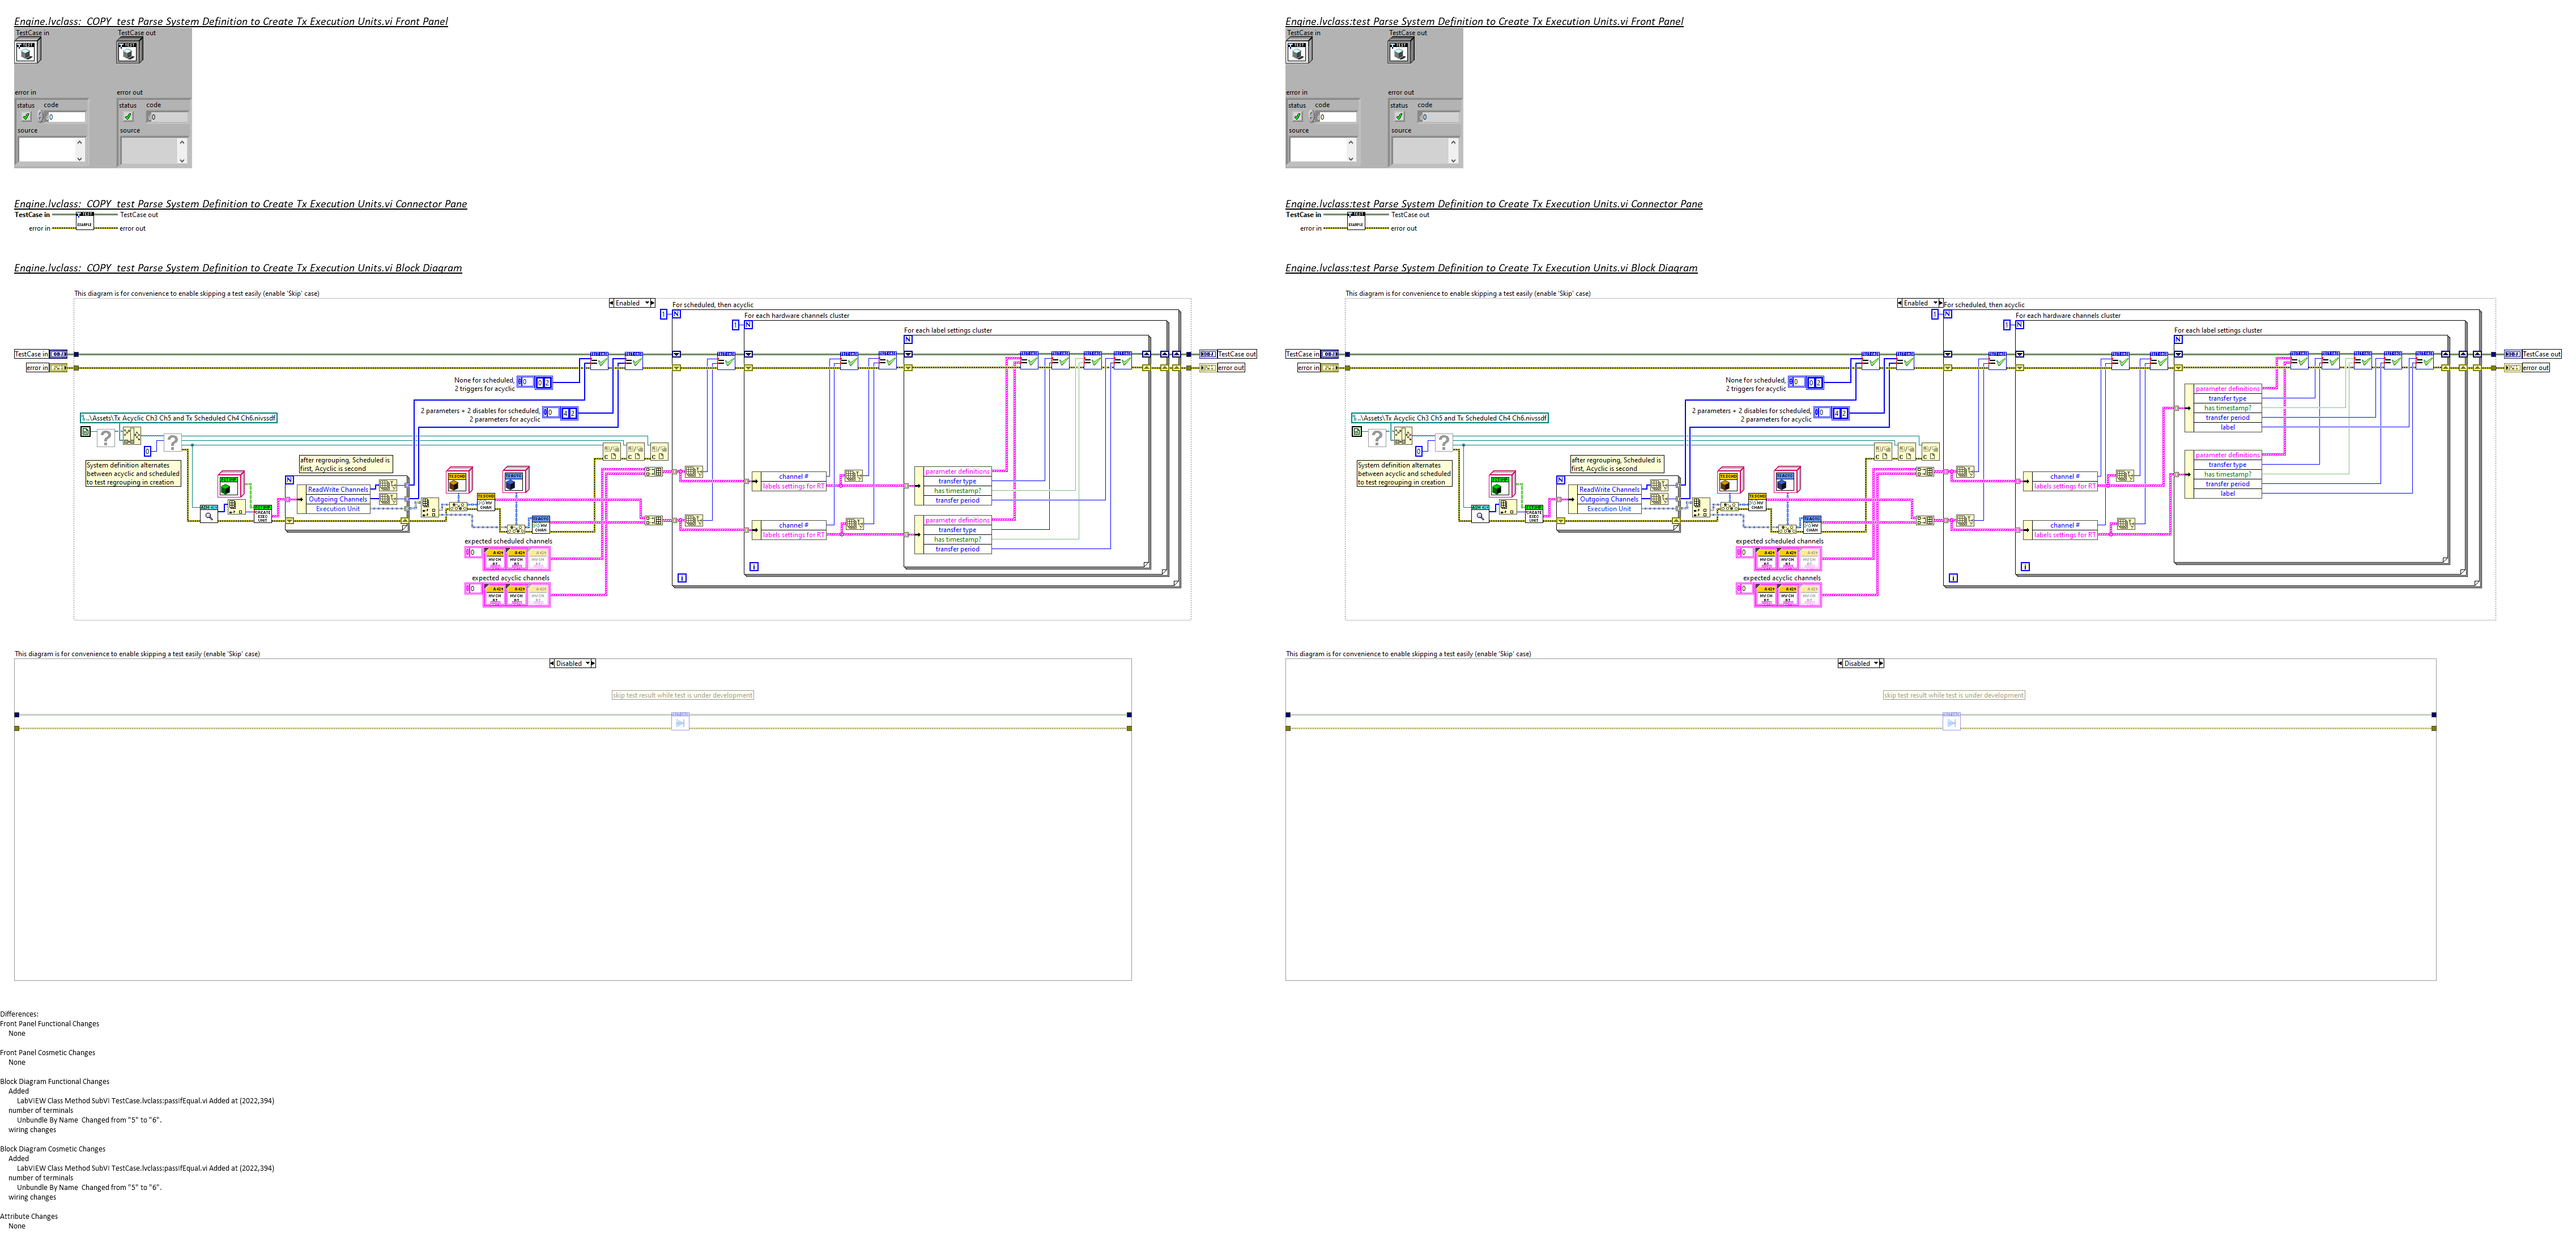 Engine.lvclass:_COPY_test Parse System Definition to Create Tx Execution Units.vi Front Panel
TestCase in
TestCase out
error in
error out
status code
status code
0
0
source
source
Engine.lvclass:_COPY_test Parse System Definition to Create Tx Execution Units.vi Connector Pane
TestCase in
TestCase out
error in
error out
Engine.lvclass:_COPY_test Parse System Definition to Create Tx Execution Units.vi Block Diagram
This diagram is for convenience to enable skipping a test easily (enable 'Skip' case)
Enabled
For scheduled, then acyclic
1
N
For each hardware channels cluster
1
N
For each label settings cluster
N
TestCase in
error in
TestCase out
error out
None for scheduled,
2 triggers for acyclic
0
0
2
2 parameters + 2 disables for scheduled,
2 parameters for acyclic
0
4
2
\..\Assets\Tx Acyclic Ch3 Ch5 and Tx Scheduled Ch4 Ch6.nivssdf
0
System definition alternates
between acyclic and scheduled
to test regrouping in creation
after regrouping, Scheduled is
first, Acyclic is second
N
ReadWrite Channels
Outgoing Channels
Execution Unit
channel #
labels settings for RT
parameter definitions
transfer type
has timestamp?
transfer period
channel #
labels settings for RT
parameter definitions
transfer type
has timestamp?
transfer period
expected scheduled channels
0
expected acyclic channels
0
i
i
This diagram is for convenience to enable skipping a test easily (enable 'Skip' case)
Disabled
skip test result while test is under development
Engine.lvclass:test Parse System Definition to Create Tx Execution Units.vi Front Panel
TestCase in
TestCase out
error in
error out
status code
status code
0
0
source
source
Engine.lvclass:test Parse System Definition to Create Tx Execution Units.vi Connector Pane
TestCase in
TestCase out
error in
error out
Engine.lvclass:test Parse System Definition to Create Tx Execution Units.vi Block Diagram
This diagram is for convenience to enable skipping a test easily (enable 'Skip' case)
Enabled
For scheduled, then acyclic
1
N
For each hardware channels cluster
1
N
For each label settings cluster
N
TestCase in
error in
TestCase out
error out
None for scheduled,
2 triggers for acyclic
0
0
2
2 parameters + 2 disables for scheduled,
2 parameters for acyclic
0
4
2
\..\Assets\Tx Acyclic Ch3 Ch5 and Tx Scheduled Ch4 Ch6.nivssdf
0
System definition alternates
between acyclic and scheduled
to test regrouping in creation
after regrouping, Scheduled is
first, Acyclic is second
N
ReadWrite Channels
Outgoing Channels
Execution Unit
parameter definitions
transfer type
has timestamp?
transfer period
label
channel #
labels settings for RT
parameter definitions
transfer type
has timestamp?
transfer period
label
channel #
labels settings for RT
expected scheduled channels
0
expected acyclic channels
0
i
i
This diagram is for convenience to enable skipping a test easily (enable 'Skip' case)
Disabled
skip test result while test is under development
Differences:
Front Panel Functional Changes
None
Front Panel Cosmetic Changes
None
Block Diagram Functional Changes
Added
LabVIEW Class Method SubVI TestCase.lvclass:passIfEqual.vi Added at (2022,394)
number of terminals
Unbundle By Name Changed from "5" to "6".
wiring changes
Block Diagram Cosmetic Changes
Added
LabVIEW Class Method SubVI TestCase.lvclass:passIfEqual.vi Added at (2022,394)
number of terminals
Unbundle By Name Changed from "5" to "6".
wiring changes
Attribute Changes
None